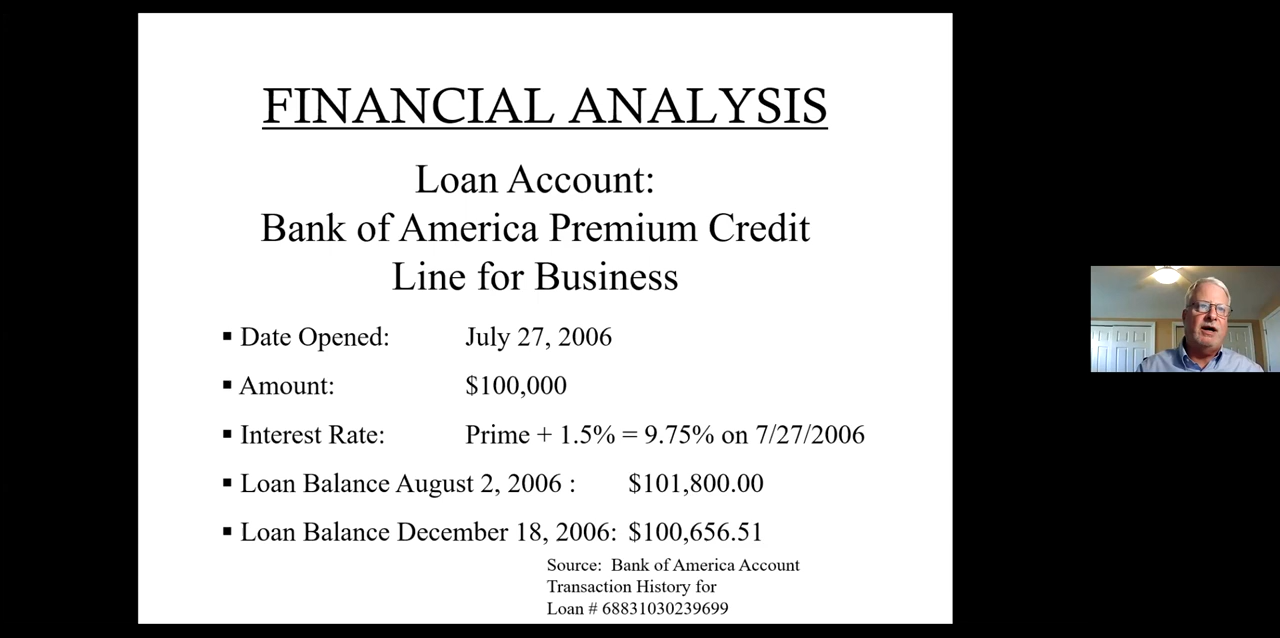 FINANCIAL ANALYSIS
Loan Account:
Bank of America Premium Credit
Line for Business
▪ Date Opened: July 27, 2006
▪ Amount: $100,000
▪ Interest Rate: Prime + 1.5% = 9.75% on 7/27/2006
▪ Loan Balance August 2, 2006 : $101,800.00
▪ Loan Balance December 18, 2006: $100,656.51
Source: Bank of America Account
Transaction History for
Loan # 68831030239699